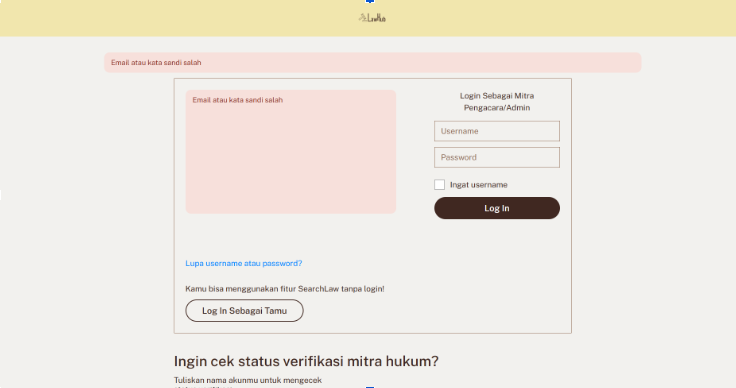 Email atau kata sandi salah
Email atau kata sandi salah
Login Sebagai Mitra
Pengacara/Admin
Username
Password
Ingat username
Log In
Lupa username atau password?
Kamu bisa menggunakan fitur SearchLaw tanpa login!
Log In Sebagai Tamu
Ingin cek status verifikasi mitra hukum?
Tuliskan nama akunmu untuk mengecek